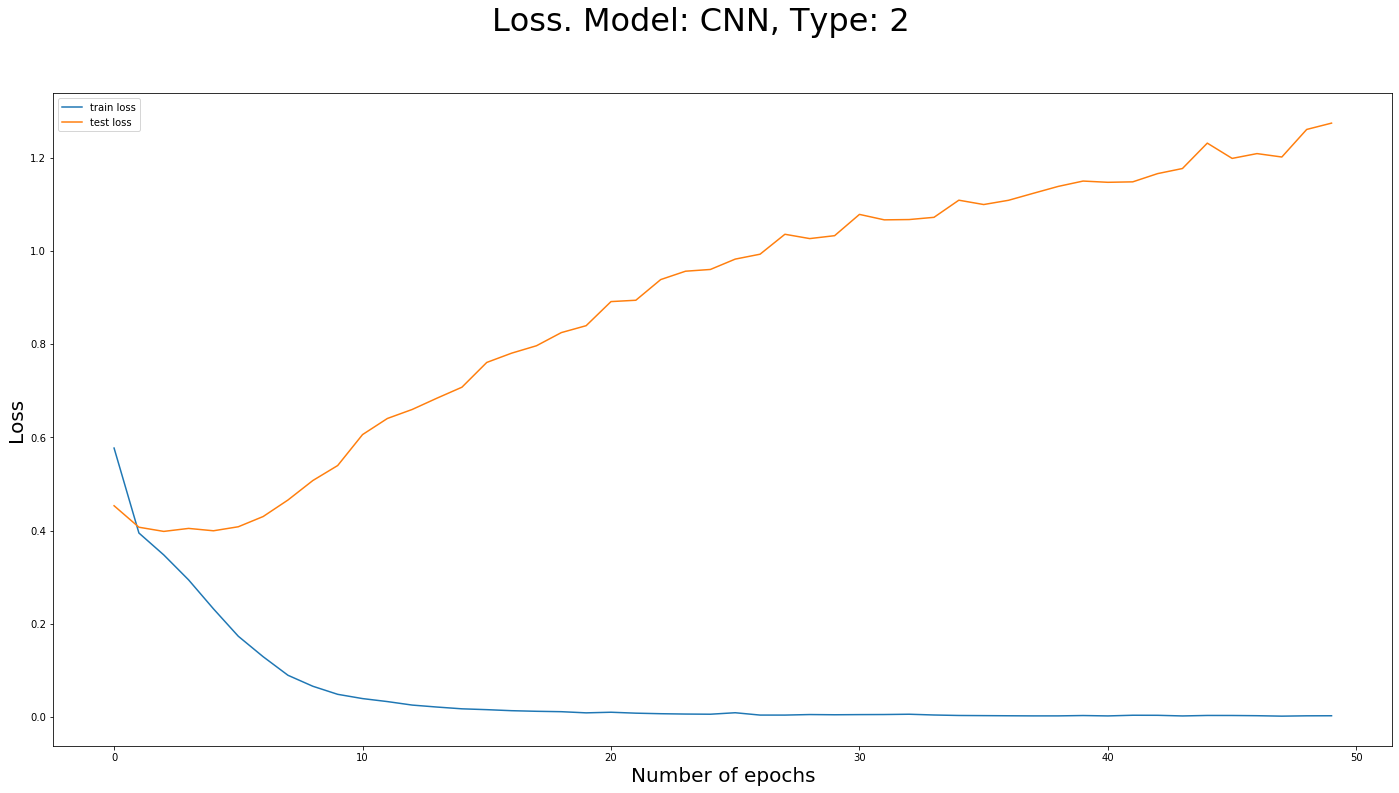 Loss. Model: CNN, Type: 2
train loss
test loss
1.2
1.0
0.8
0.6
0.4
0.2
0.0
Loss
0 10 20 30 40 50
Number of epochs